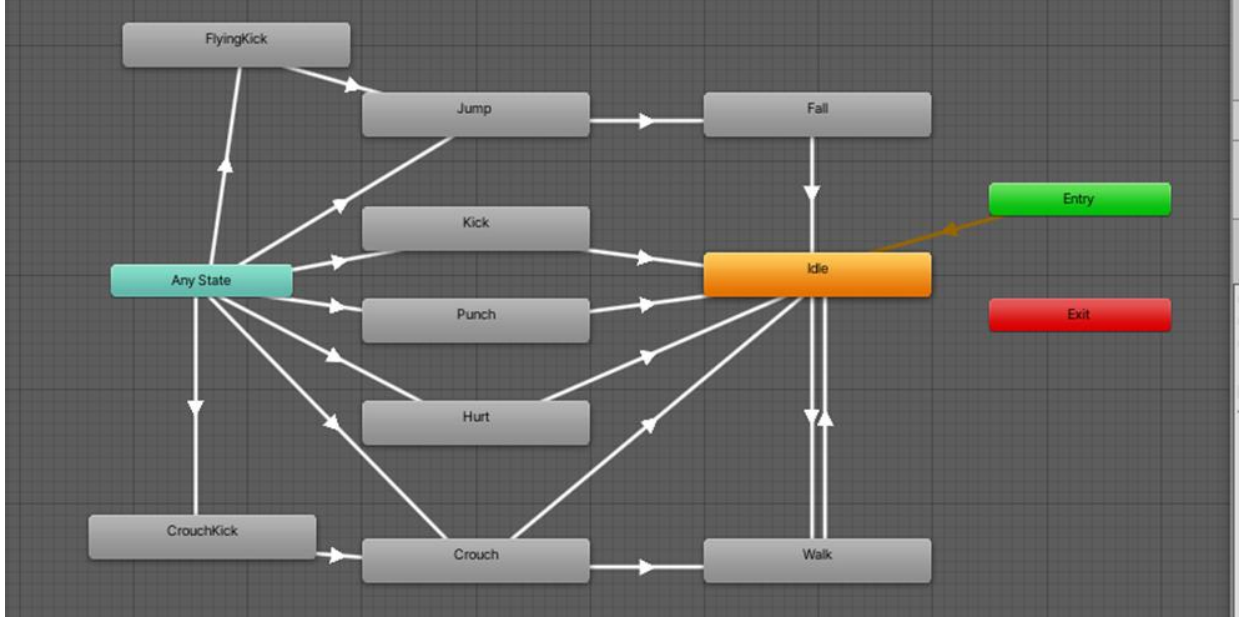 FlyingKick
Jump
Fall
Entry
Kick
Any State
Idle
Punch
Exit
Hurt
CrouchKick
Crouch
Walk